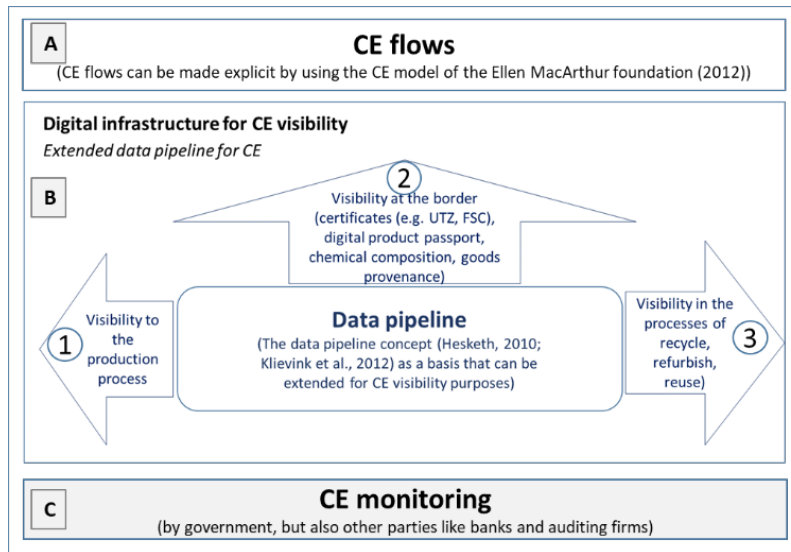 A
CE flows
(CE flows can be made explicit by using the CE model of the Ellen MacArthur foundation (2012))
Digital infrastructure for CE visibility
Extended data pipeline for CE
B
2
Visibility at the border
(certificates (e.g. UTZ, FSC),
digital product passport,
chemical composition, goods
provenance)
1
Visibility to
the
production
process
Data pipeline
(The data pipeline concept (Hesketh, 2010;
Klievink et al., 2012) as a basis that can be
extended for CE visibility purposes)
Visibility in the
processes of
recycle,
refurbish,
reuse)
3
C
CE monitoring
(by government, but also other parties like banks and auditing firms)